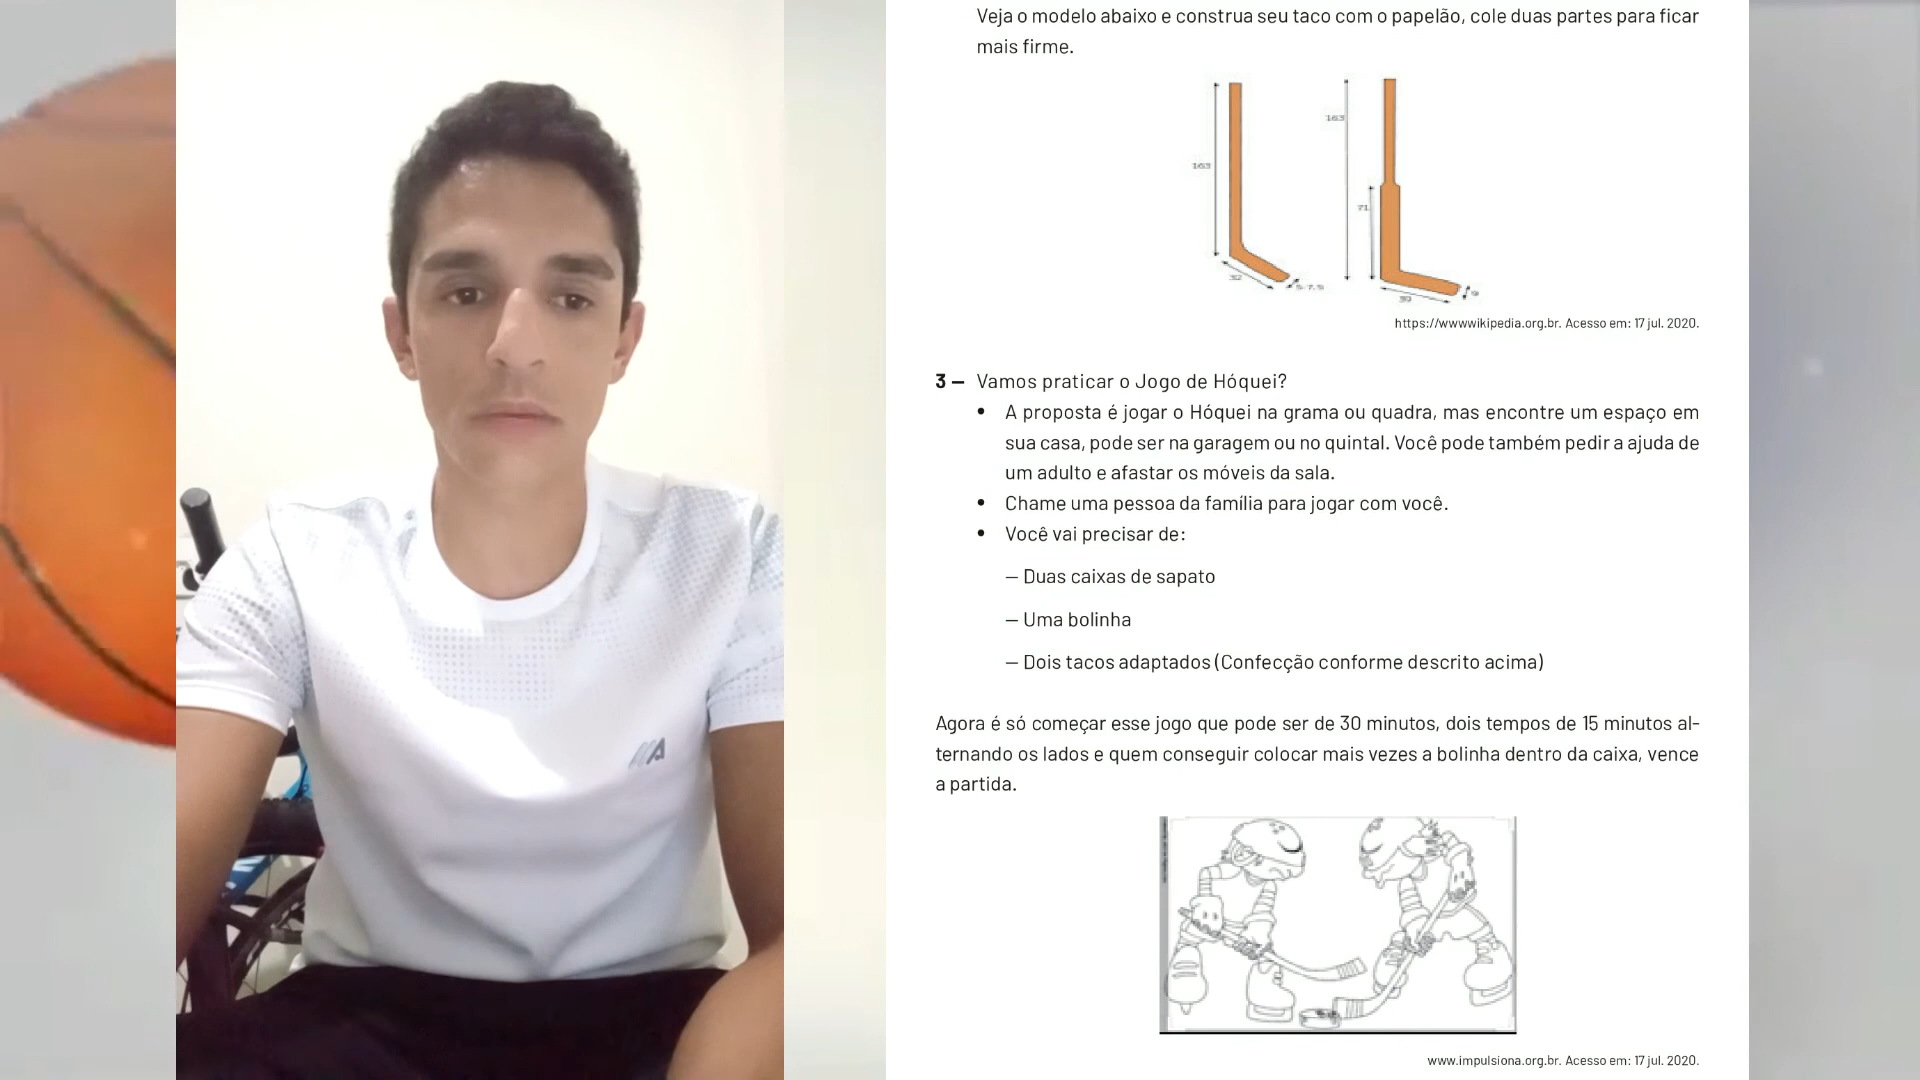 Veja o modelo abaixo e construa seu taco com o papelão, cole duas partes para ficar
mais firme.
163
163
71
32
5-7.5
39
9
https://wwwwikipedia.org.br. Acesso em: 17 jul. 2020.
3 — Vamos praticar o Jogo de Hóquei?
• A proposta é jogar o Hóquei na grama ou quadra, mas encontre um espaço em
sua casa, pode ser na garagem ou no quintal. Você pode também pedir a ajuda de
um adulto e afastar os móveis da sala.
• Chame uma pessoa da família para jogar com você.
• Você vai precisar de:
— Duas caixas de sapato
— Uma bolinha
— Dois tacos adaptados (Confecção conforme descrito acima)
Agora é só começar esse jogo que pode ser de 30 minutos, dois tempos de 15 minutos al-
ternando os lados e quem conseguir colocar mais vezes a bolinha dentro da caixa, vence
a partida.
www.impulsiona.org.br. Acesso em: 17 jul. 2020.